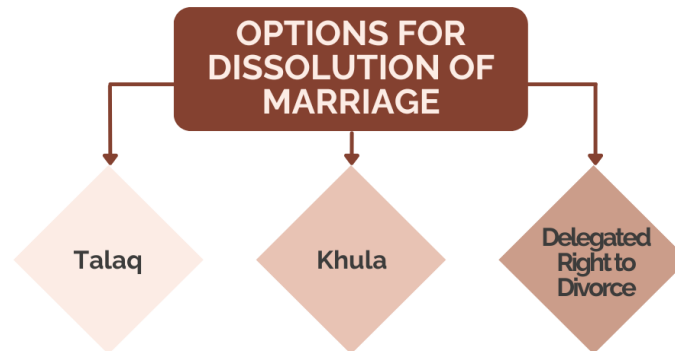 OPTIONS FOR
DISSOLUTION OF
MARRIAGE
Talaq
Khula
Delegated
Right to
Divorce